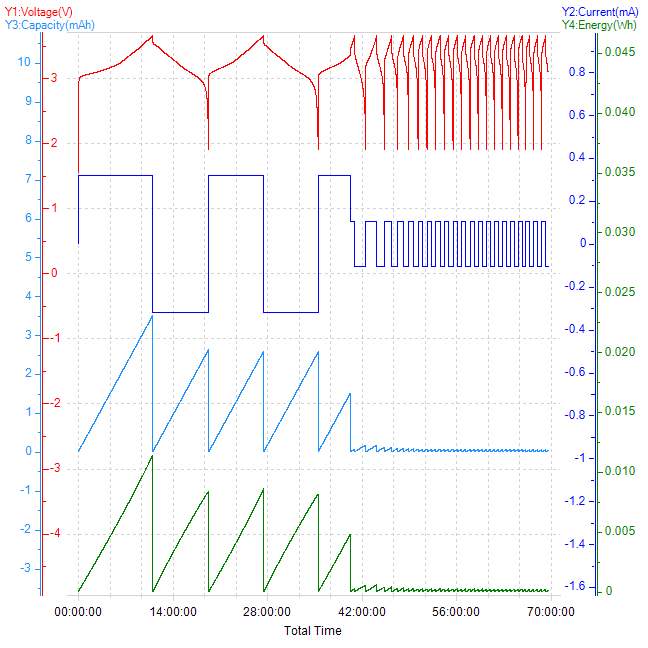 Y1:Voltage(V) Y2:Current(mA)
Y3:Capacity(mAh) Y4:Energy(Wh)
0.045
10 3 0.8
9 0.6 0.040
8 2 0.4
7 0.035
1 0.2
6 0 0.030
5 0 -0.2
4 0.025
3 -1 -0.4
2 -0.6 0.020
1 -2 -0.8 0.015
0 -3 -1 0.010
-1 -1.2
-2 -4 -1.4 0.005
-3 -1.6 0
00:00:00 14:00:00 28:00:00 42:00:00 56:00:00 70:00:00
Total Time